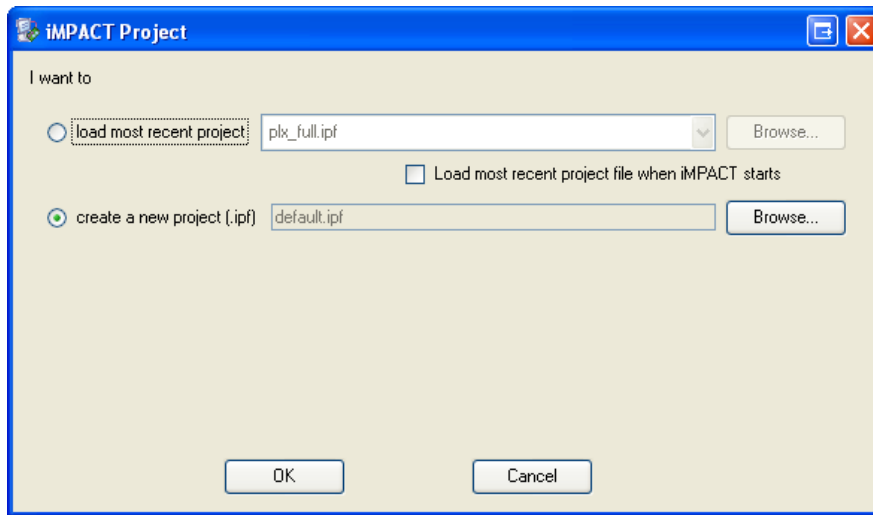 iMPACT Project
I want to
load most recent project plx_full.ipf Browse...
Load most recent project file when iMPACT starts
create a new project (.ipf) default.ipf Browse...
OK Cancel